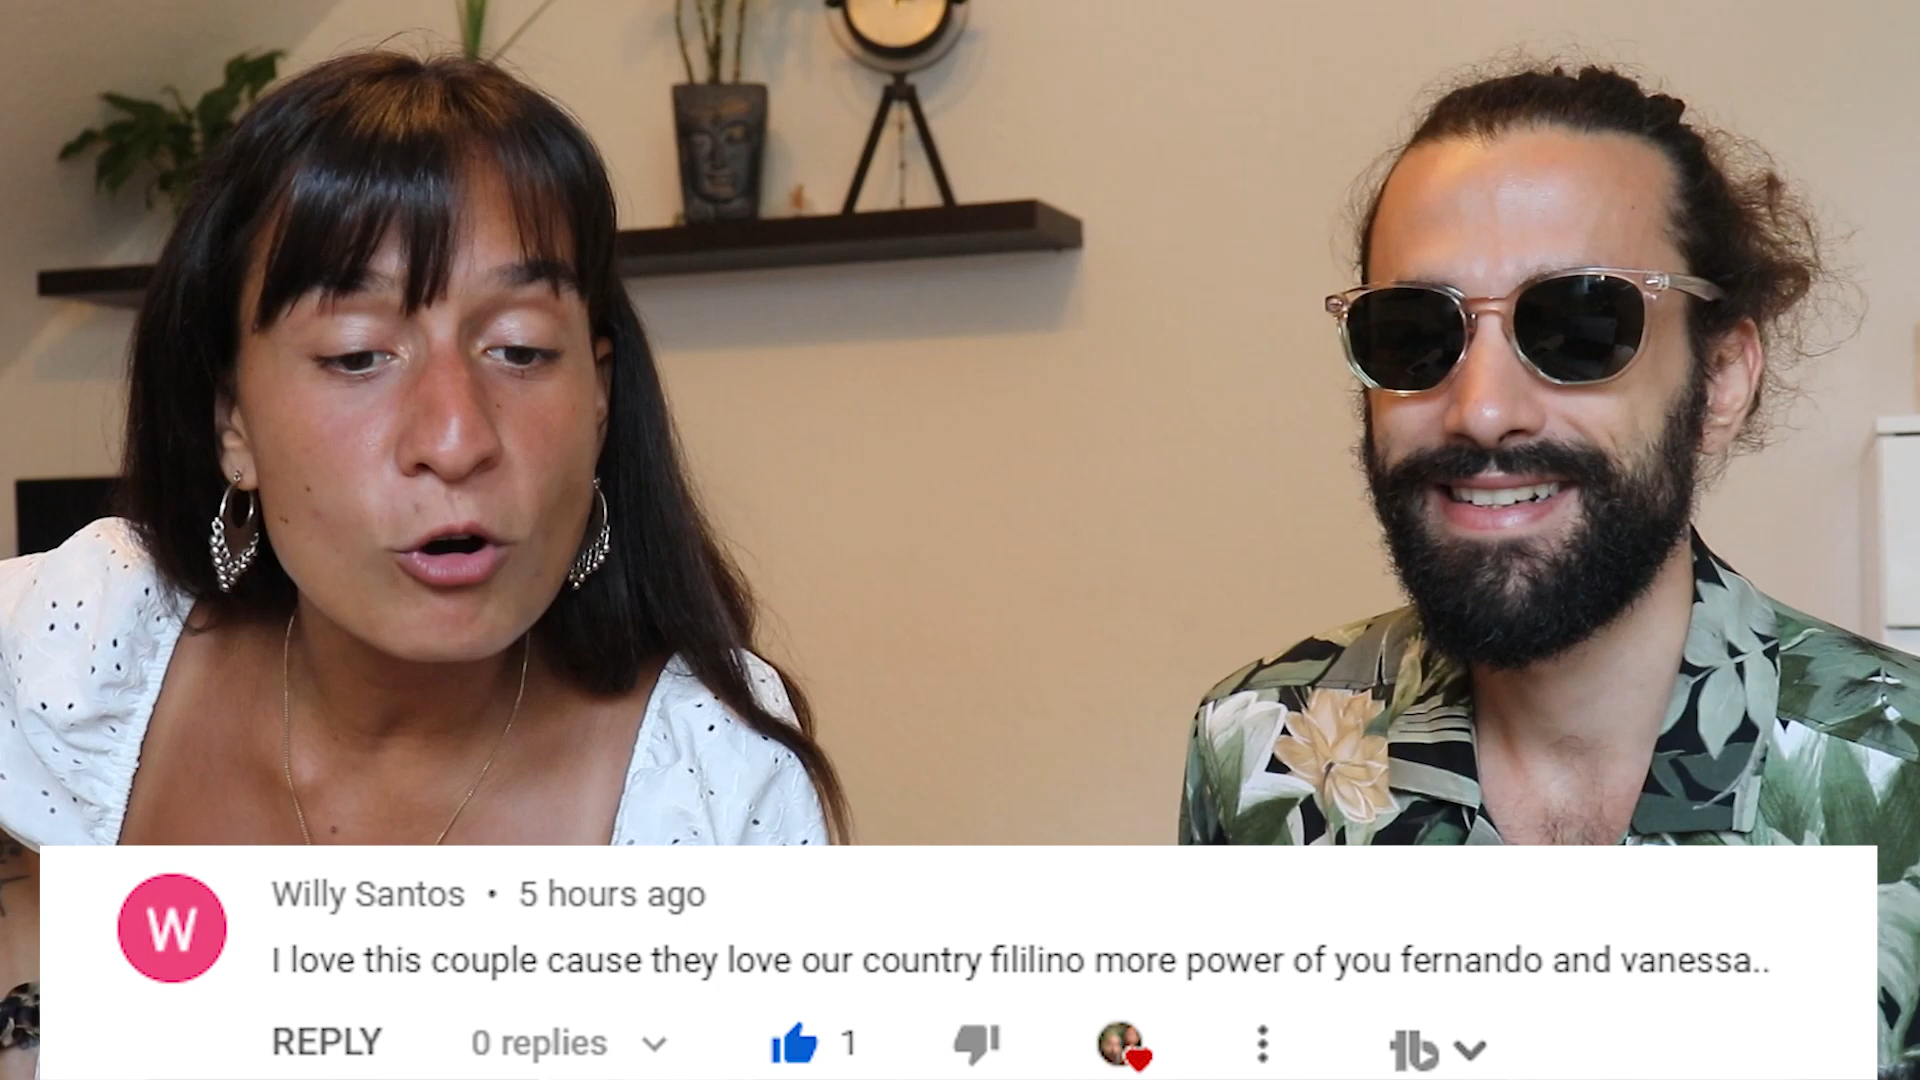 W
Willy Santos • 5 hours ago
I love this couple cause they love our country fililino more power of you fernando and vanessa..
REPLY 0 replies 1